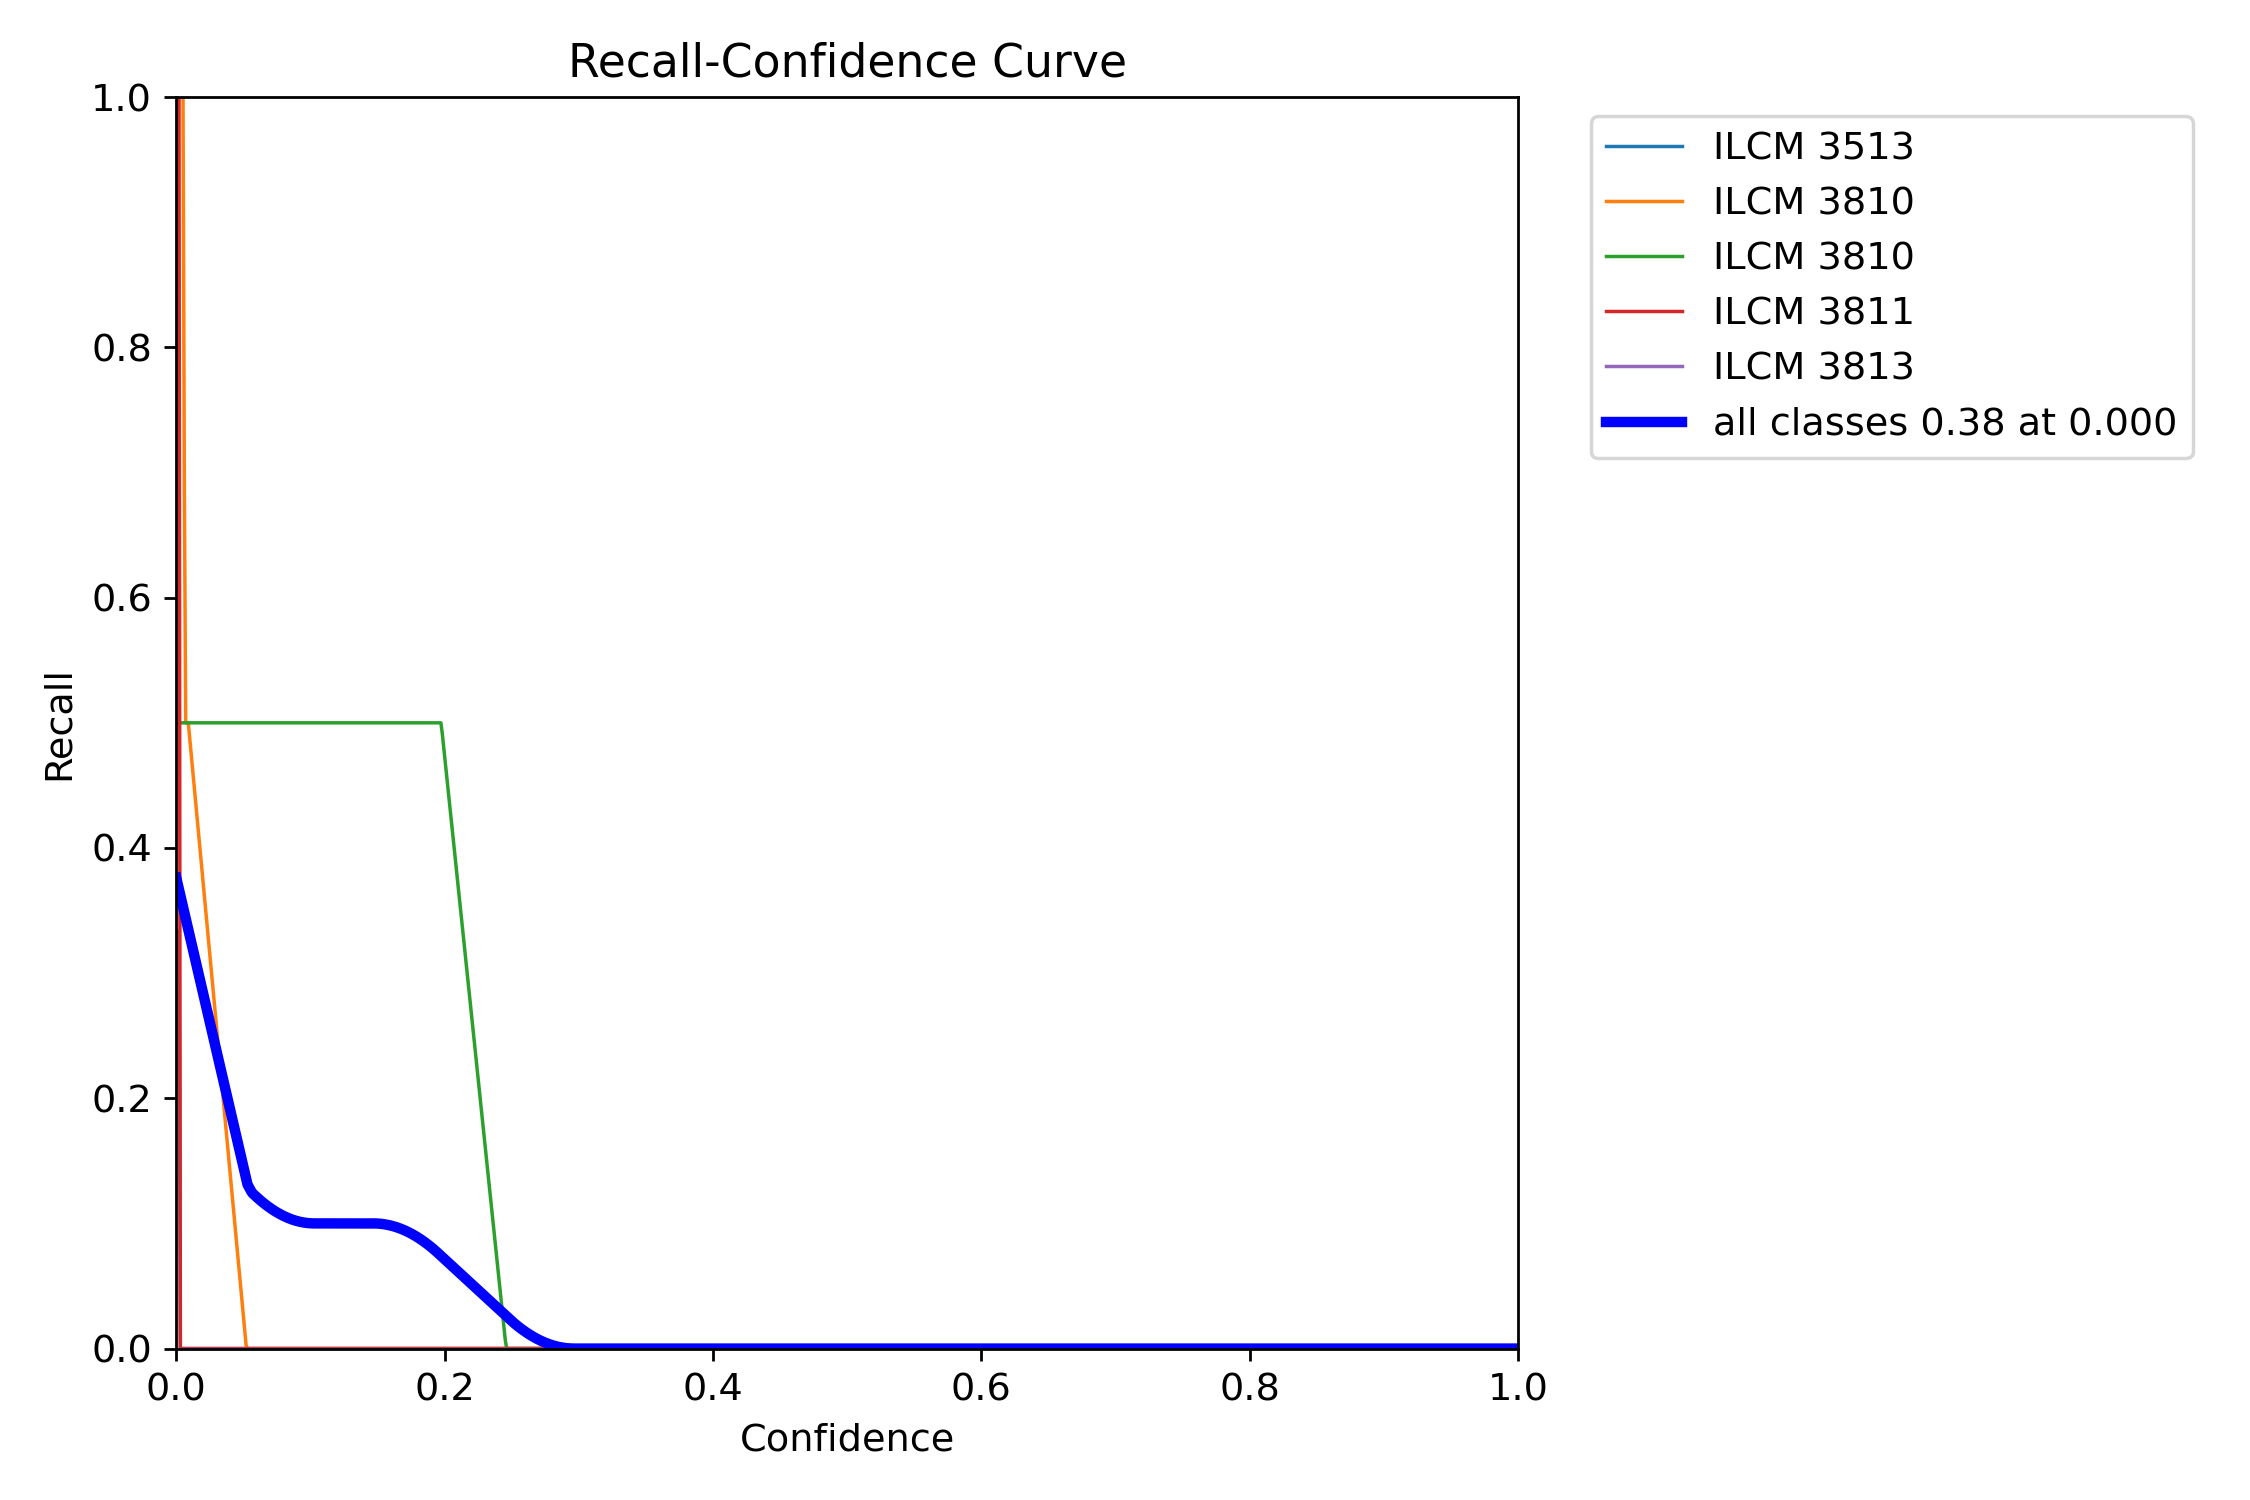 Recall-Confidence Curve
1.0
0.8
0.6
0.4
0.2
0.0
Recall
0.0 0.2 0.4 0.6 0.8 1.0
Confidence
ILCM 3513
ILCM 3810
ILCM 3810
ILCM 3811
ILCM 3813
all classes 0.38 at 0.000